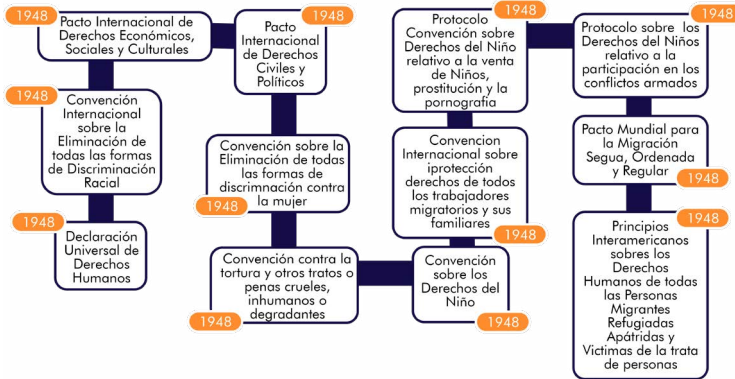 1948
Pacto Internacional de
Derechos Económicos,
Sociales y Culturales
1948
Convención
Internacional
sobre la
Eliminación de
todas las formas
de Discriminación
Racial
1948
Declaración
Universal de
Derechos
Humanos
1948
Pacto
Internacional
de Derechos
Civiles y
Políticos
Convención sobre la
Eliminación de todas
las formas de
discrimnación contra
la mujer
1948
Convención contra la
tortura y otros tratos o
penas crueles,
inhumanos o
degradantes
1948
Convención
sobre los
Derechos del
Niño
1948
Convencion
Internacional sobre
iprotección
derechos de todos
los trabajadores
migratorios y sus
familiares
1948
1948
Protocolo
Convención sobre
Derechos del Niño
relativo a la venta
de Niños,
prostitución y la
pornografia
1948
Protocolo sobre los
Derechos del Niños
relativo a la
participación en los
conflictos armados
Pacto Mundial para
la Migración
Segua, Ordenada
y Regular
1948
1948
Principios
Interamericanos
sobres los
Derechos
Humanos de todas
las Personas
Migrantes
Refugiadas
Apátridas y
Victimas de la trata
de personas